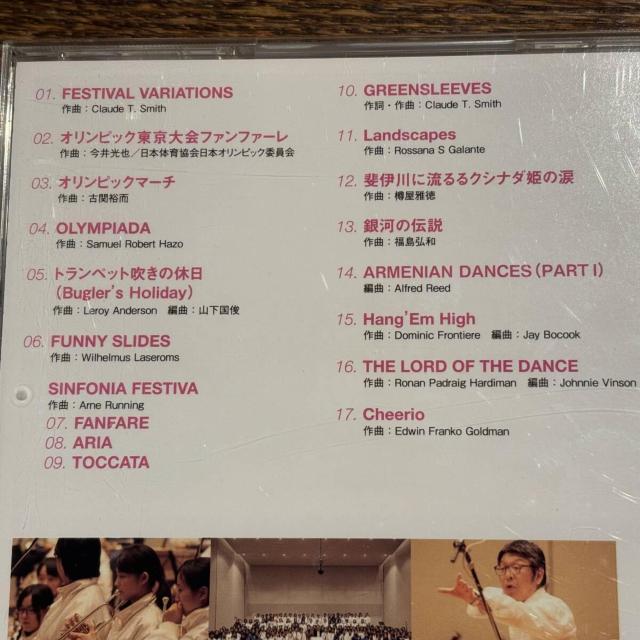 01. FESTIVAL VARIATIONS
作曲：Claude T. Smith
02. オリンピック東京大会ファンファーレ
作曲：今井光也／日本体育協会日本オリンピック委員会
03. オリンピックマーチ
作曲：古関裕而
04. OLYMPIADA
作曲：Samuel Robert Hazo
05. トランペット吹きの休日
(Bugler's Holiday)
作曲：Leroy Anderson　編曲：山下国俊
06. FUNNY SLIDES
作曲：Wilhelmus Laseroms
SINFONIA FESTIVA
作曲：Arne Running
07. FANFARE
08. ARIA
09. TOCCATA
10. GREENSLEEVES
作詞・作曲：Claude T. Smith
11. Landscapes
作曲：Rossana S Galante
12. 斐伊川に流るるクシナダ姫の涙
作曲：樽屋雅徳
13. 銀河の伝説
作曲：福島弘和
14. ARMENIAN DANCES (PART I)
編曲：Alfred Reed
15. Hang'Em High
作曲：Dominic Frontiere　編曲：Jay Bocook
16. THE LORD OF THE DANCE
作曲：Ronan Padraig Hardiman　編曲：Johnnie Vinson
17. Cheerio
作曲：Edwin Franko Goldman